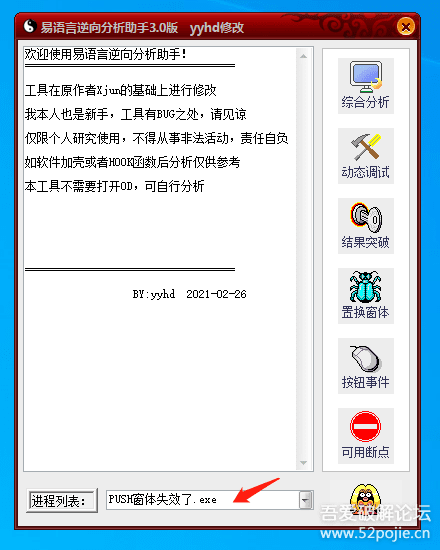 易语言逆向分析助手3.0版 yyhd修改
欢迎使用易语言逆向分析助手!
工具在原作者Xjun的基础上进行修改
我本人也是新手,工具有BUG之处,请见谅
仅限个人研究使用,不得从事非法活动,责任自负
如软件加壳或者HOOK函数后分析仅供参考
本工具不需要打开OD,可自行分析
BY:yyhd 2021-02-26
综合分析
动态调试
结果突破
置换窗体
按钮事件
可用断点
进程列表:
PUSH窗体失效了.exe
吾爱破解论坛
www.52pojie.cn